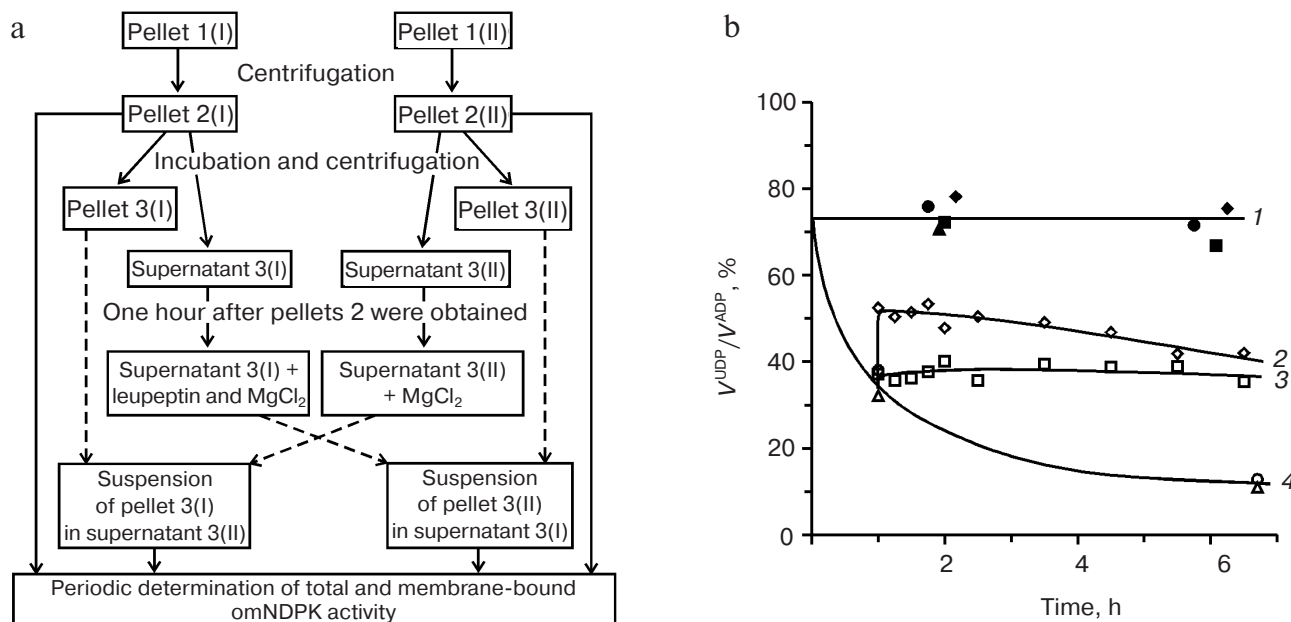 a
Pellet 1(I)
Pellet 1(II)
Centrifugation
Pellet 2(I)
Pellet 2(II)
Incubation and centrifugation
Pellet 3(I)
Pellet 3(II)
Supernatant 3(I)
Supernatant 3(II)
One hour after pellets 2 were obtained
Supernatant 3(I) +
leupeptin and MgCl₂
Supernatant 3(II)
+ MgCl₂
Suspension
of pellet 3(I)
in supernatant 3(II)
Suspension
of pellet 3(II)
in supernatant 3(I)
Periodic determination of total and membrane-bound
omNDPK activity
b
V^UDP/V^ADP, %
100
80
60
40
20
0
2
4
6
Time, h
1
2
3
4